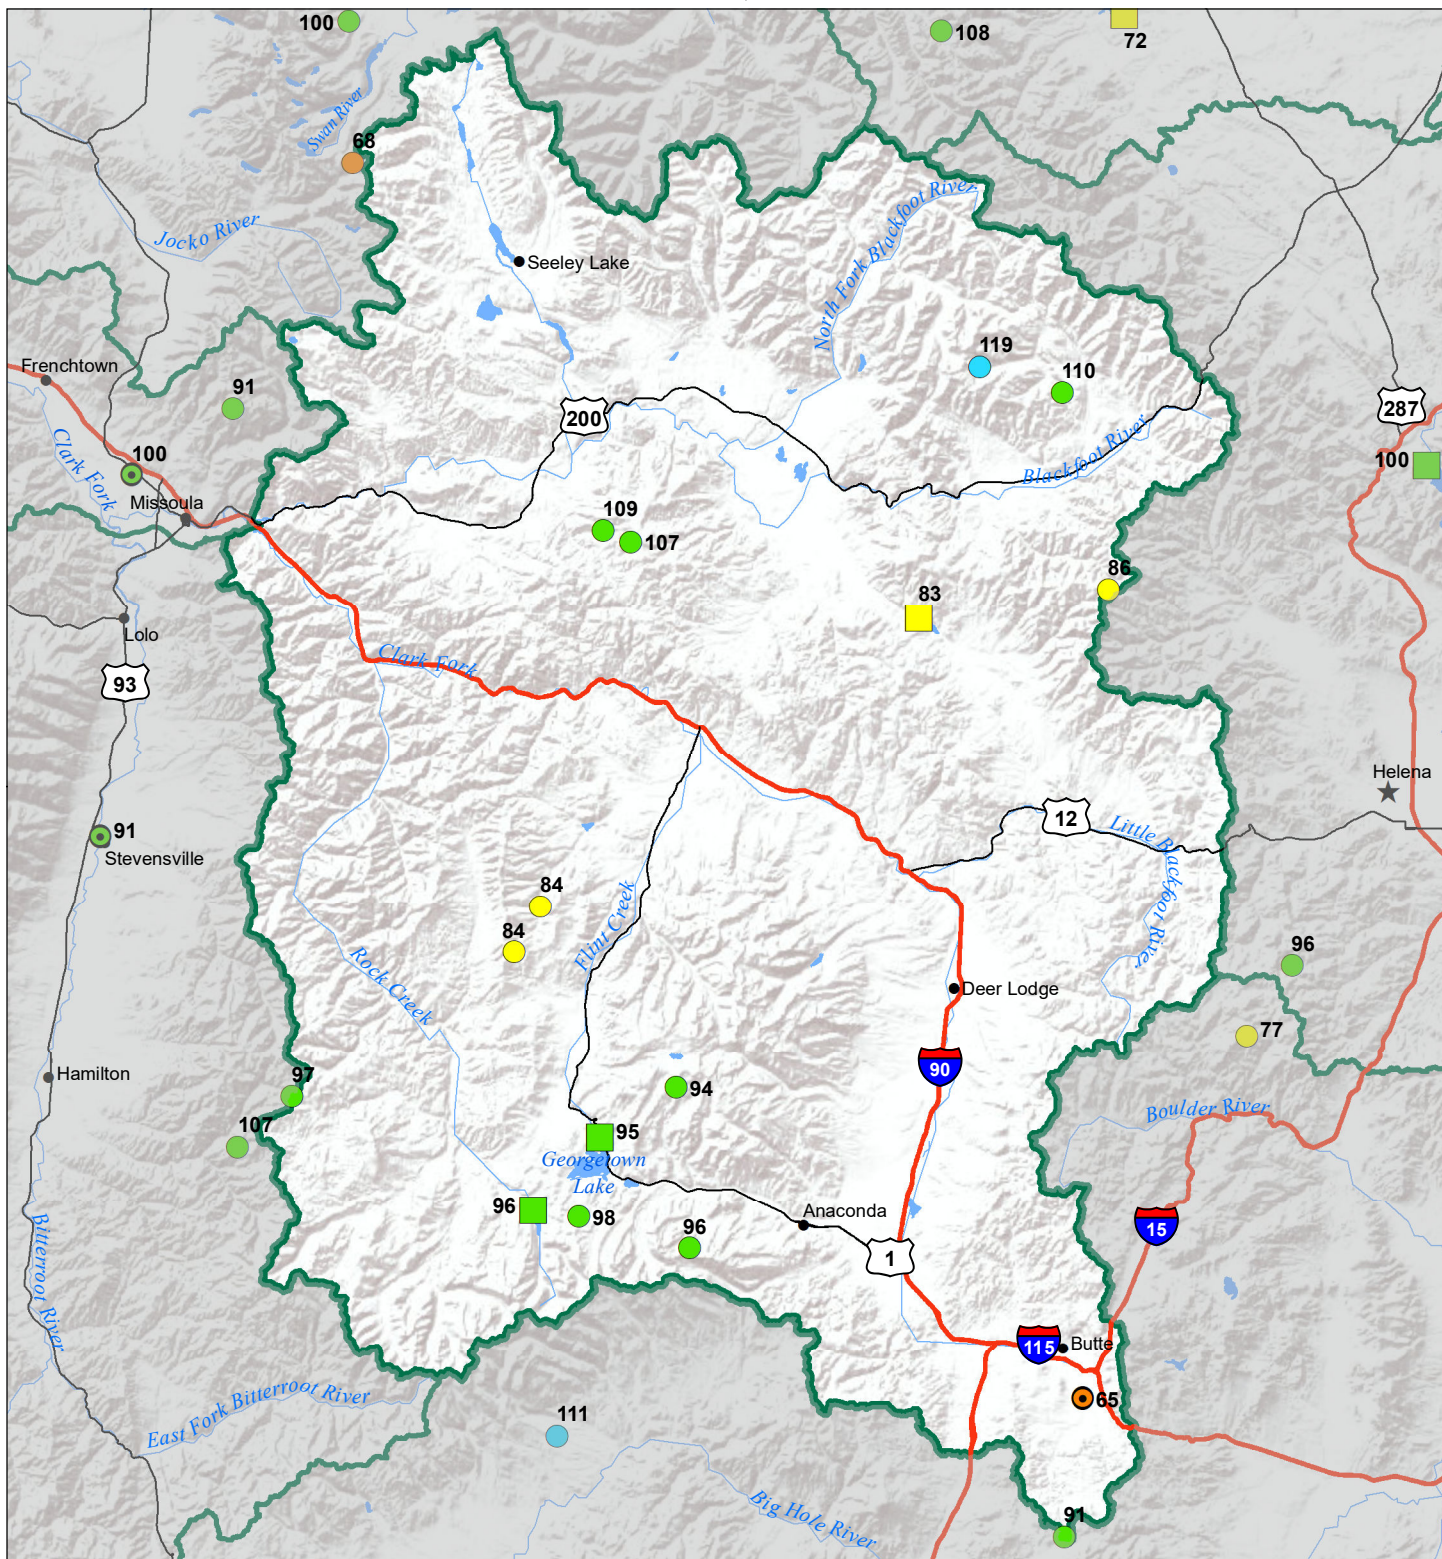 100
108
72
Swan River
68
Jocko River
North Fork Blackfoot River
Seeley Lake
Frenchtown
91
119
110
200
287
Clark Fork
100
Blackfoot River
100
Missoula
109
107
86
83
Lolo
Clark Fork
93
Helena
12
Little Blackfoot River
91
Stevensville
84
Flint Creek
84
Rock Creek
96
Deer Lodge
77
90
Hamilton
97
94
Boulder River
107
95
Georgetown
Lake
96
98
Anaconda
96
15
1
Bitterroot River
115
Butte
65
East Fork Bitterroot River
111
Big Hole River
91